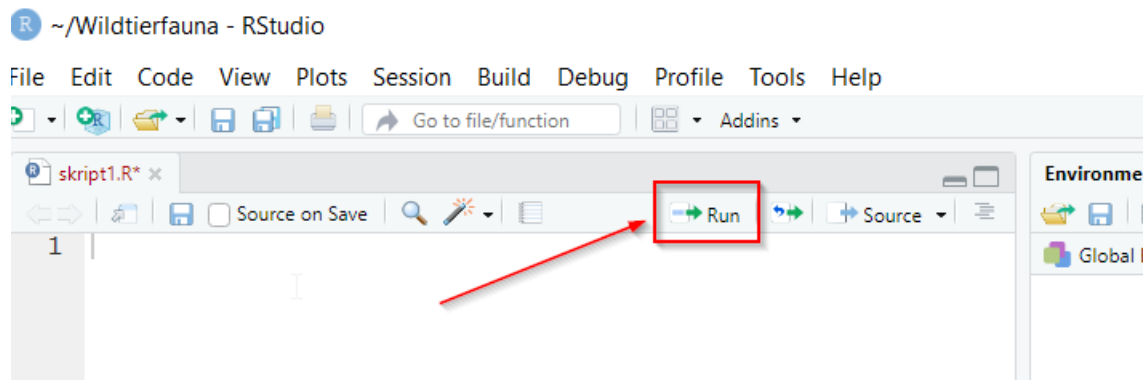 R ~/Wildtierfauna - RStudio
File Edit Code View Plots Session Build Debug Profile Tools Help
Go to file/function Addins
skript1.R* Environme
Source on Save Run Source
1
Global